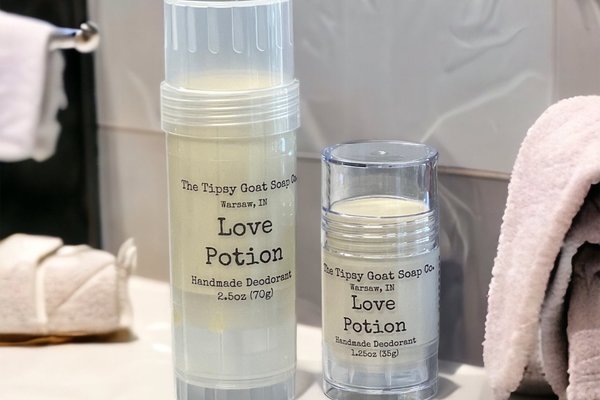 The Tipsy Goat Soap Co.
Warsaw, IN
Love
Potion
Handmade Deodorant
2.5oz (70g)
The Tipsy Goat Soap Co.
Warsaw, IN
Love
Potion
Handmade Deodorant
1.25oz (35g)